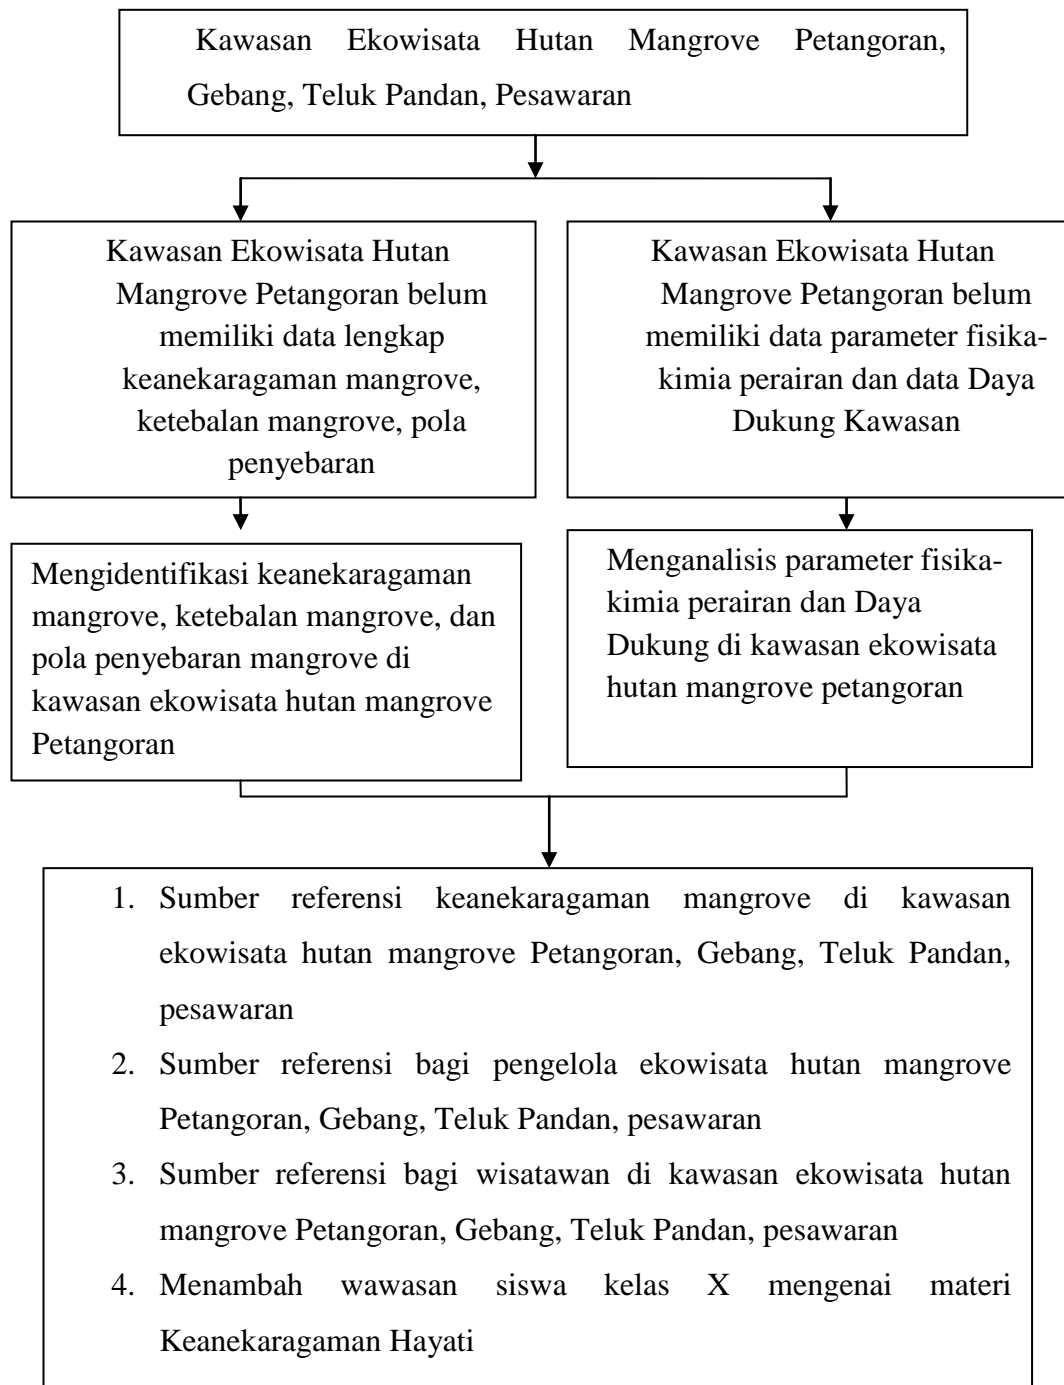 Kawasan Ekowisata Hutan Mangrove Petangoran,
Gebang, Teluk Pandan, Pesawaran
Kawasan Ekowisata Hutan
Mangrove Petangoran belum
memiliki data lengkap
keanekaragaman mangrove,
ketebalan mangrove, pola
penyebaran
Kawasan Ekowisata Hutan
Mangrove Petangoran belum
memiliki data parameter fisika-
kimia perairan dan data Daya
Dukung Kawasan
Mengidentifikasi keanekaragaman
mangrove, ketebalan mangrove, dan
pola penyebaran mangrove di
kawasan ekowisata hutan mangrove
Petangoran
Menganalisis parameter fisika-
kimia perairan dan Daya
Dukung di kawasan ekowisata
hutan mangrove petangoran
1. Sumber referensi keanekaragaman mangrove di kawasan
ekowisata hutan mangrove Petangoran, Gebang, Teluk Pandan,
pesawaran
2. Sumber referensi bagi pengelola ekowisata hutan mangrove
Petangoran, Gebang, Teluk Pandan, pesawaran
3. Sumber referensi bagi wisatawan di kawasan ekowisata hutan
mangrove Petangoran, Gebang, Teluk Pandan, pesawaran
4. Menambah wawasan siswa kelas X mengenai materi
Keanekaragaman Hayati